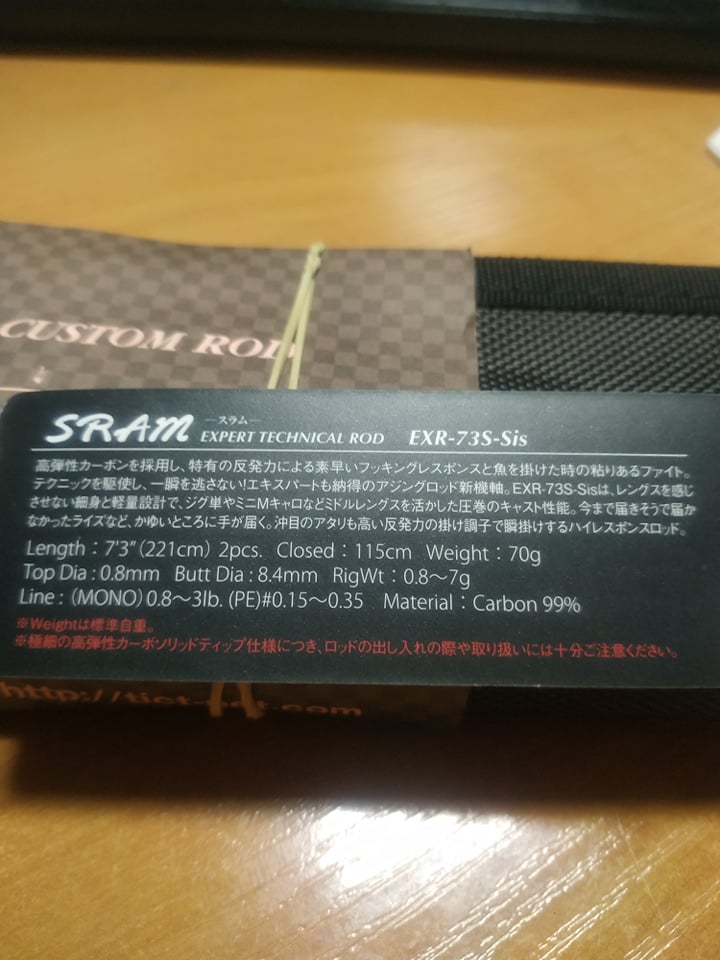 CUSTOM ROD
SRAM —スラム— EXPERT TECHNICAL ROD EXR-73S-Sis
高弾性カーボンを採用し、特有の反発力による素早いフッキングレスポンスと魚を掛けた時の粘りあるファイト。
テクニックを駆使し、一瞬を逃さない!エキスパートも納得のアジングロッド新機軸。EXR-73S-Sisは、レングスを感じ
させない細身と軽量設計で、ジグ単やミニMキャロなどミドルレングスを活かした圧巻のキャスト性能。今まで届きそうで届か
なかったライズなど、かゆいところに手が届く。沖目のアタリも高い反発力の掛け調子で瞬掛けするハイレスポンスロッド。
Length : 7'3"(221cm) 2pcs. Closed : 115cm Weight : 70g
Top Dia : 0.8mm Butt Dia : 8.4mm RigWt : 0.8～7g
Line : (MONO) 0.8～3lb. (PE)#0.15～0.35 Material : Carbon 99%
※Weightは標準自重。
※極細の高弾性カーボンソリッドティップ仕様につき、ロッドの出し入れの際や取り扱いには十分ご注意ください。
http://tict-net.com